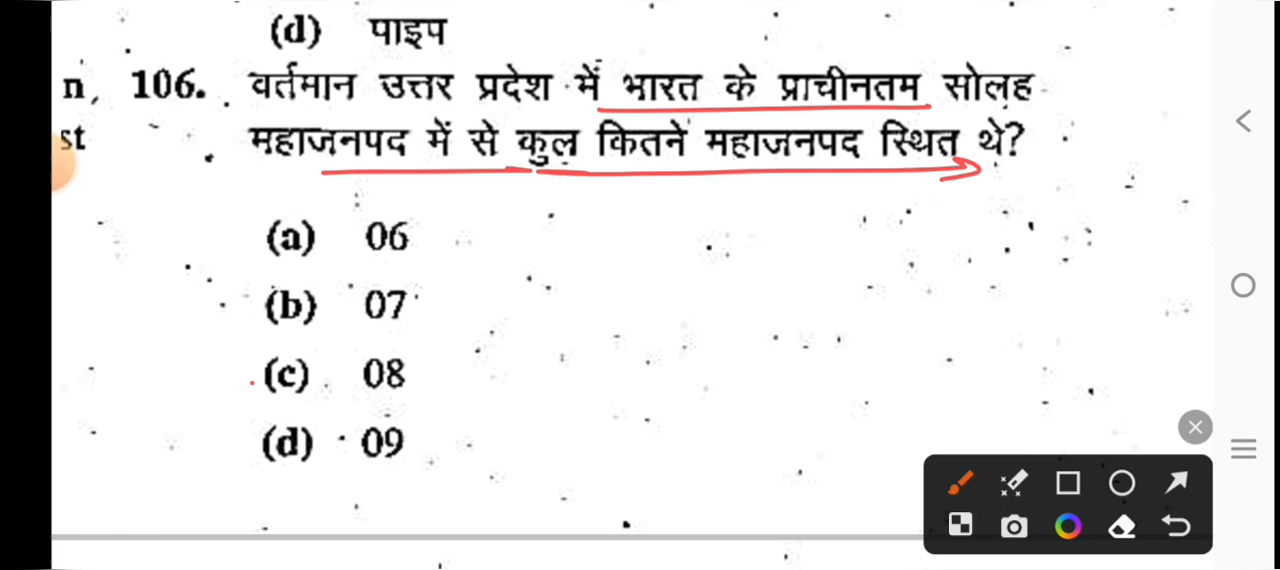 (d) पाइप
n, 106. वर्तमान उत्तर प्रदेश में भारत के प्राचीनतम सोलह
st महाजनपद में से कुल कितने महाजनपद स्थित थे?
(a) 06
(b) 07
(c) 08
(d) 09